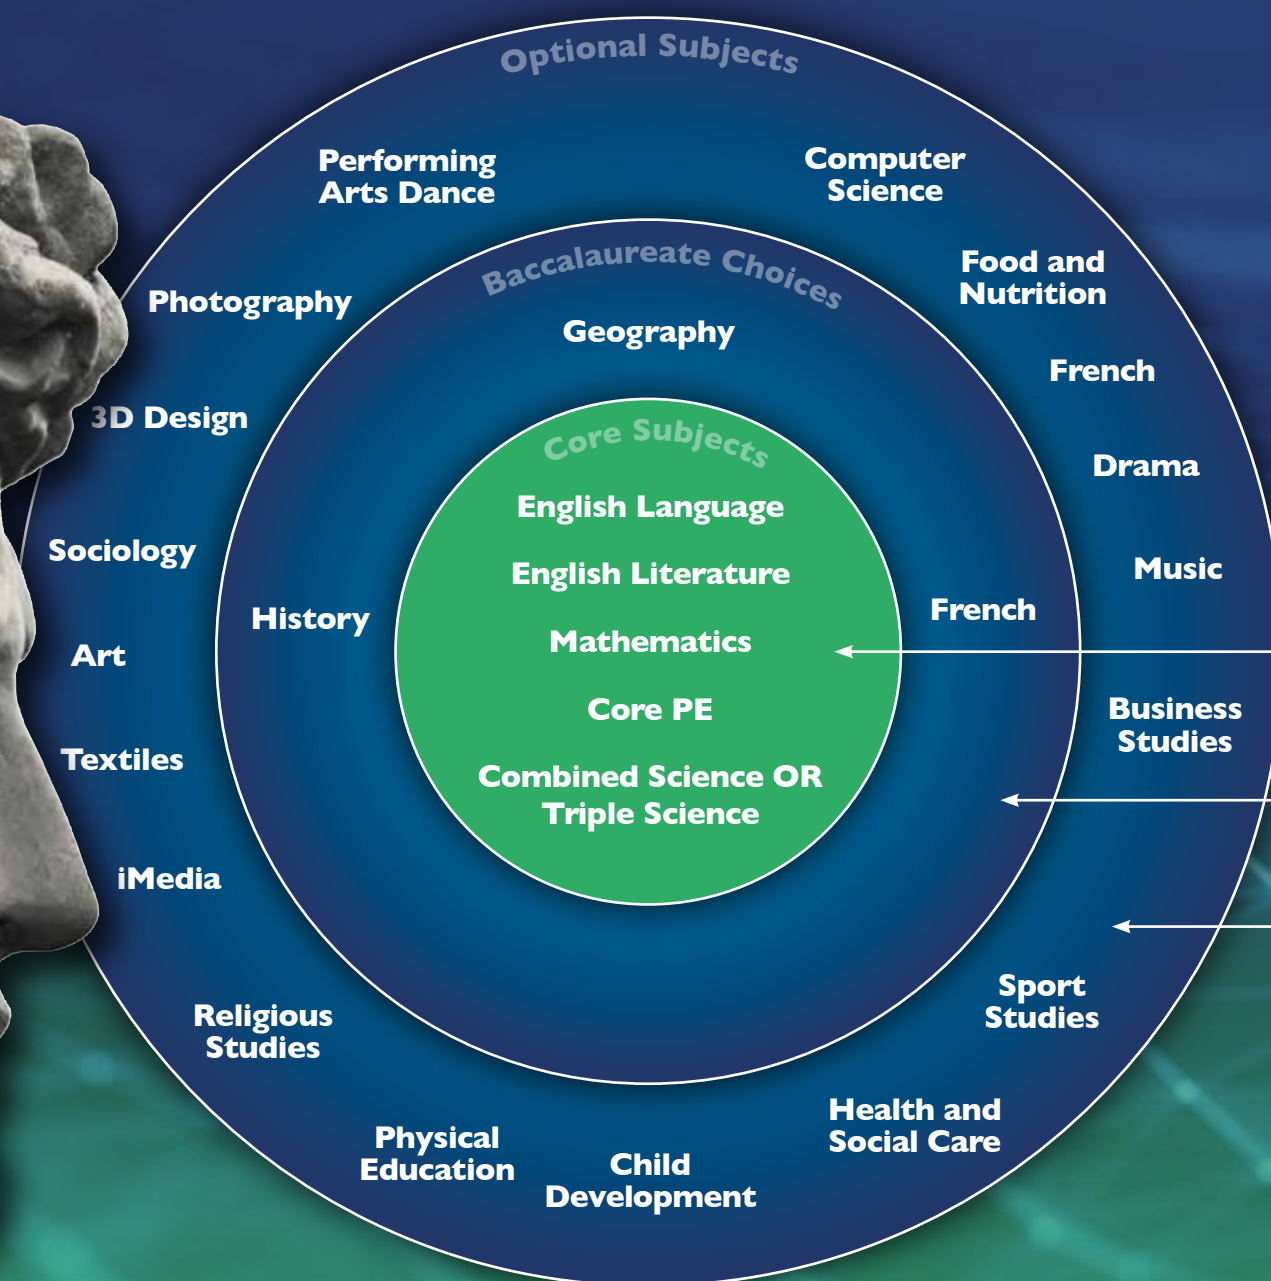 Optional Subjects
Performing
Arts Dance
Computer
Science
Food and
Nutrition
Photography
French
3D Design
Drama
Sociology
Music
Art
Business
Studies
Textiles
iMedia
Sport
Studies
Religious
Studies
Health and
Social Care
Physical
Education
Child
Development
Baccalaureate Choices
Geography
History
French
Core Subjects
English Language
English Literature
Mathematics
Core PE
Combined Science OR
Triple Science